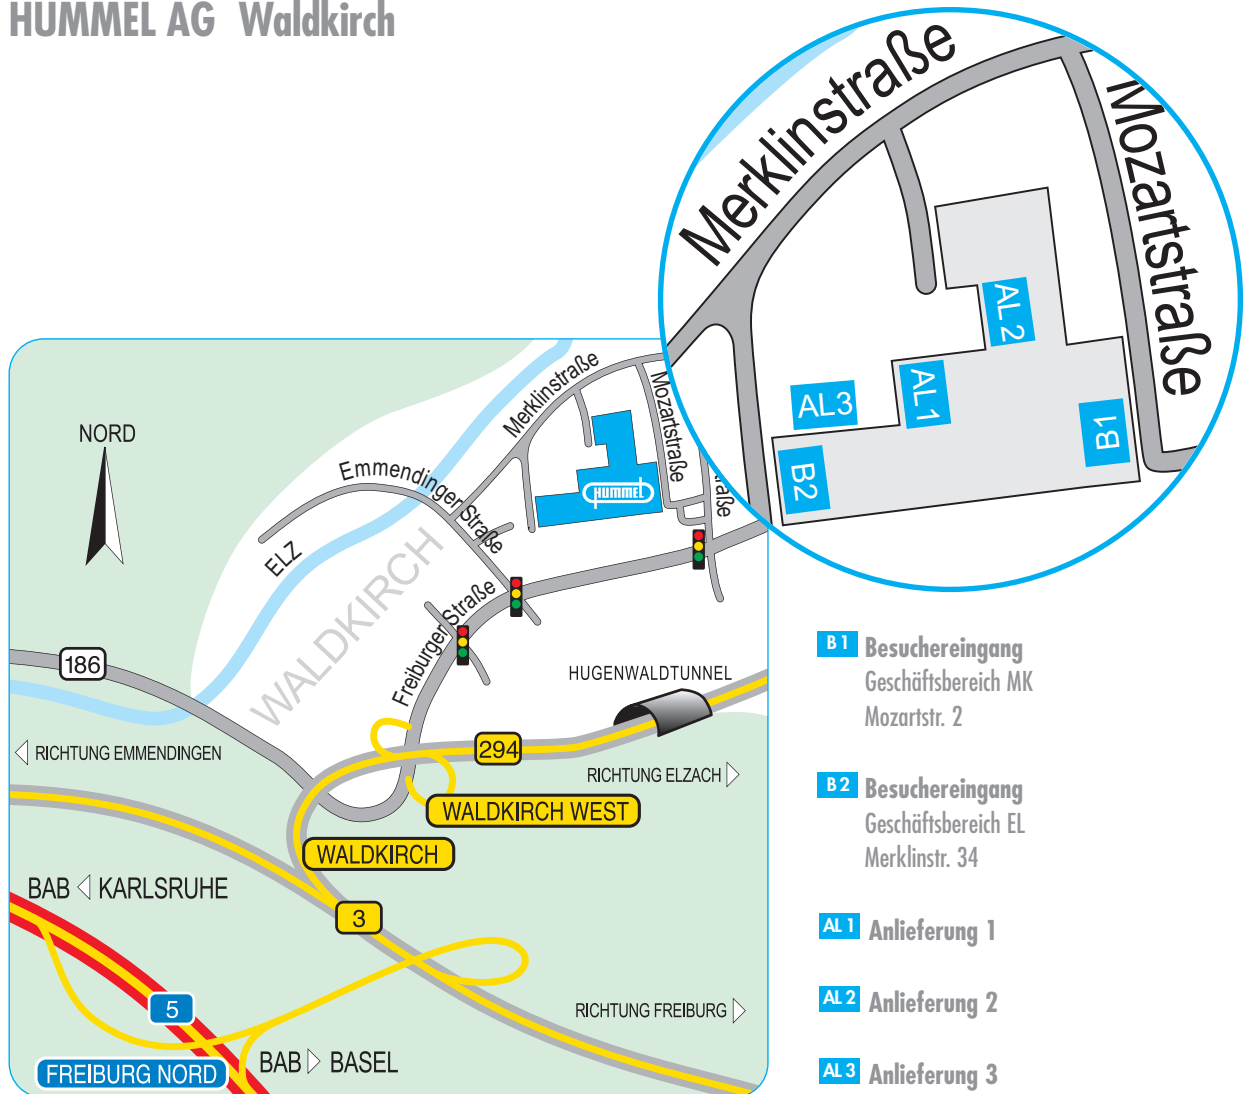 HUMMEL AG Waldkirch
Merklinstraße
Mozartstraße
AL 2
AL 1
AL3
B1
B2
NORD
Merklinstraße
Mozartstraße
Emmendinger Straße
HUMMEL
raße
ELZ
WALDKIRCH
Freiburger Straße
186
HUGENWALDTUNNEL
RICHTUNG EMMENDINGEN
294
RICHTUNG ELZACH
WALDKIRCH WEST
WALDKIRCH
BAB KARLSRUHE
3
5
RICHTUNG FREIBURG
BAB BASEL
FREIBURG NORD
B 1 Besuchereingang
Geschäftsbereich MK
Mozartstr. 2
B 2 Besuchereingang
Geschäftsbereich EL
Merklinstr. 34
AL 1 Anlieferung 1
AL 2 Anlieferung 2
AL 3 Anlieferung 3